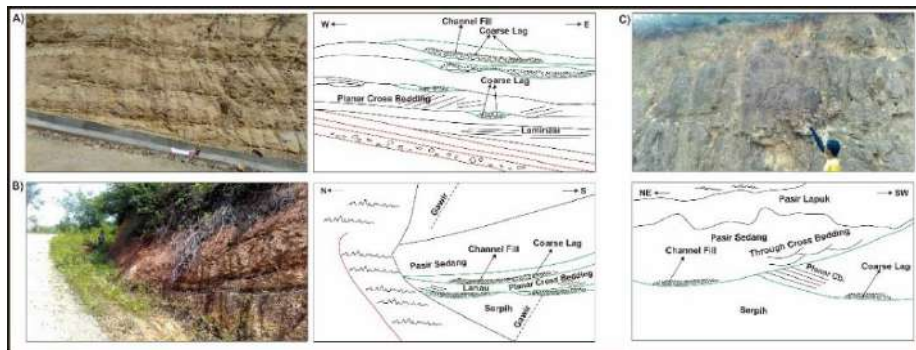 A)
W
E
Channel Fill
Coarse Lag
Coarse Lag
Planar Cross Bedding
Laminasi
B)
N
S
Gawir
Pasir Sedang
Channel Fill
Coarse Lag
Lanau
Planar Cross Bedding
Serpih
Gawir
C)
NE
SW
Pasir Lapuk
Pasir Sedang
Through Cross Bedding
Channel Fill
Planar Cb.
Coarse Lag
Serpih